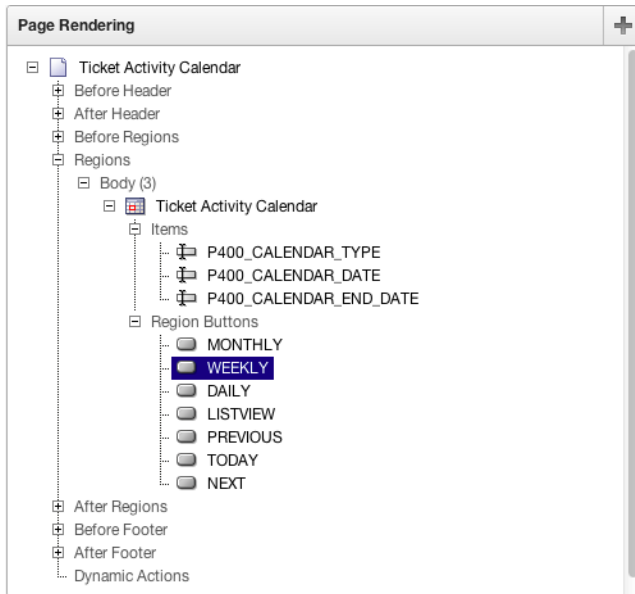 Page Rendering
Ticket Activity Calendar
Before Header
After Header
Before Regions
Regions
Body (3)
Ticket Activity Calendar
Items
P400_CALENDAR_TYPE
P400_CALENDAR_DATE
P400_CALENDAR_END_DATE
Region Buttons
MONTHLY
WEEKLY
DAILY
LISTVIEW
PREVIOUS
TODAY
NEXT
After Regions
Before Footer
After Footer
Dynamic Actions